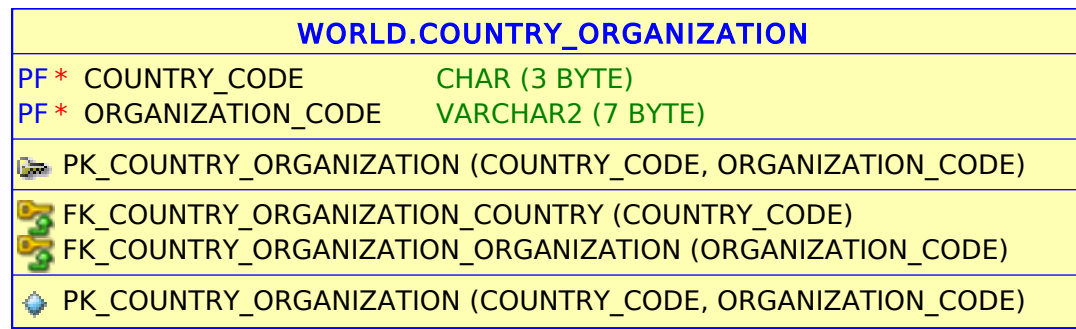 WORLD.COUNTRY_ORGANIZATION
PF * COUNTRY_CODE CHAR (3 BYTE)
PF * ORGANIZATION_CODE VARCHAR2 (7 BYTE)
PK_COUNTRY_ORGANIZATION (COUNTRY_CODE, ORGANIZATION_CODE)
FK_COUNTRY_ORGANIZATION_COUNTRY (COUNTRY_CODE)
FK_COUNTRY_ORGANIZATION_ORGANIZATION (ORGANIZATION_CODE)
PK_COUNTRY_ORGANIZATION (COUNTRY_CODE, ORGANIZATION_CODE)